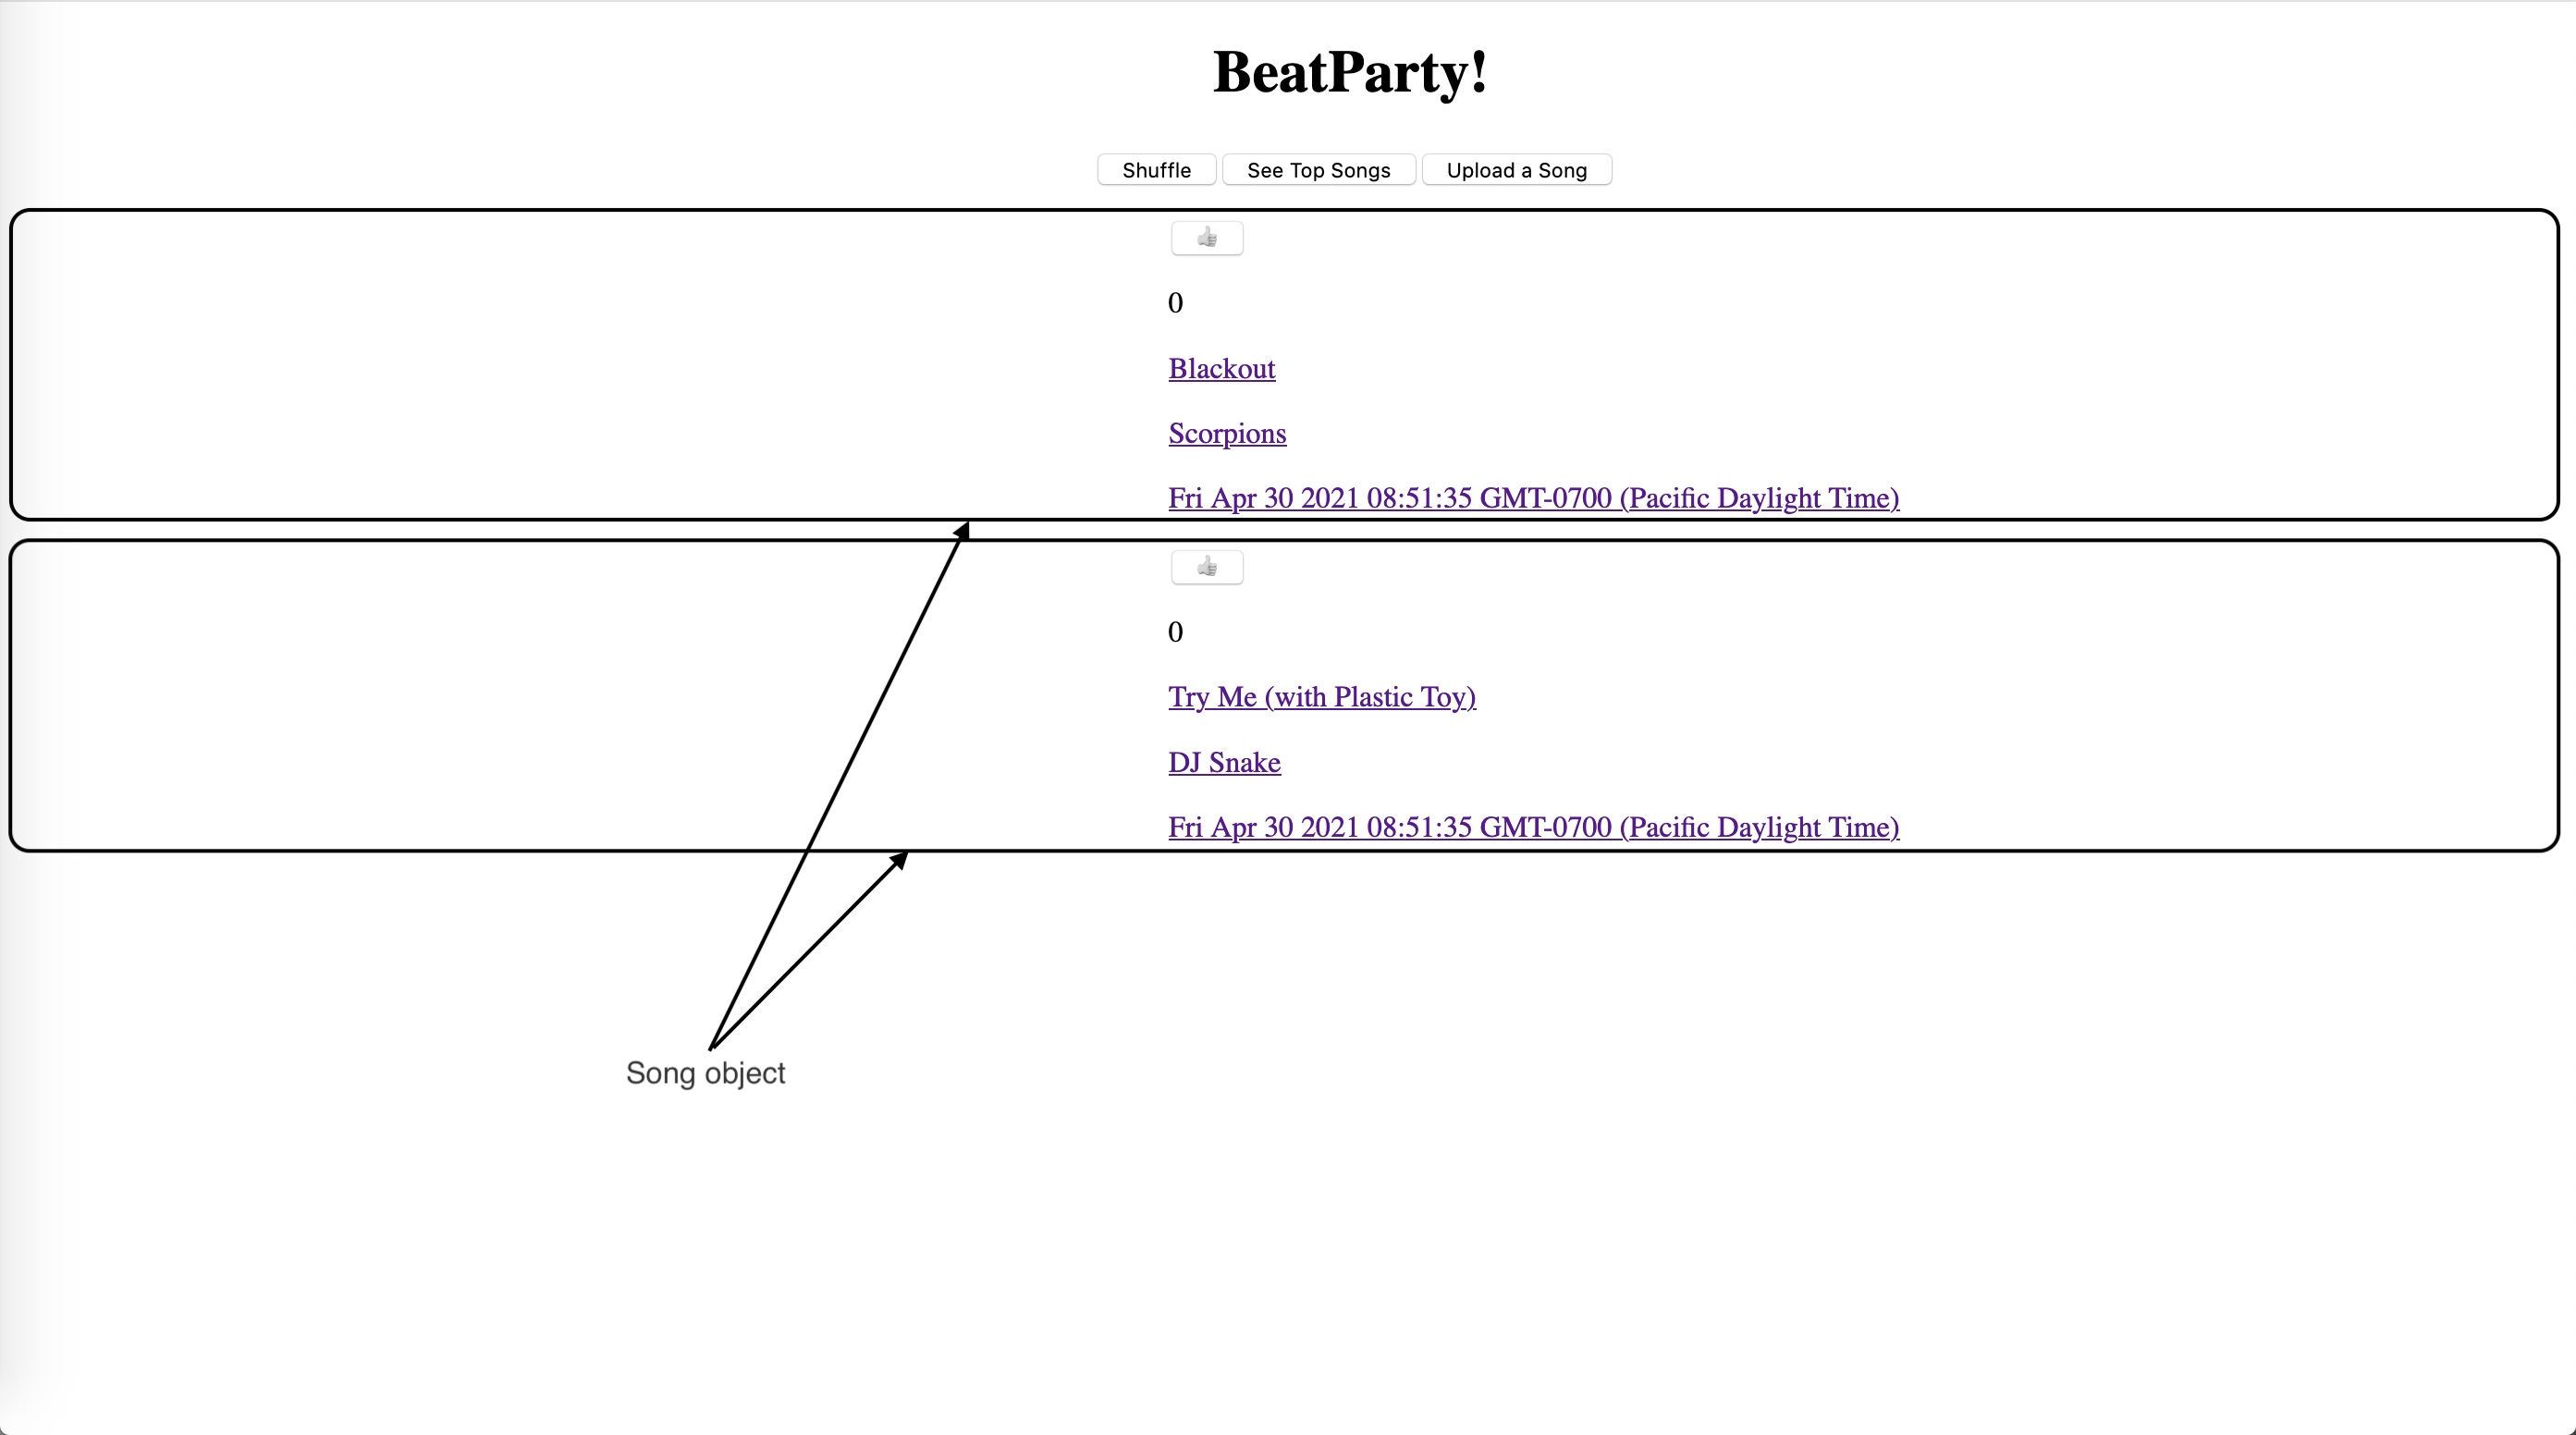 BeatParty!
Shuffle See Top Songs Upload a Song
0
Blackout
Scorpions
Fri Apr 30 2021 08:51:35 GMT-0700 (Pacific Daylight Time)
0
Try Me (with Plastic Toy)
DJ Snake
Fri Apr 30 2021 08:51:35 GMT-0700 (Pacific Daylight Time)
Song object